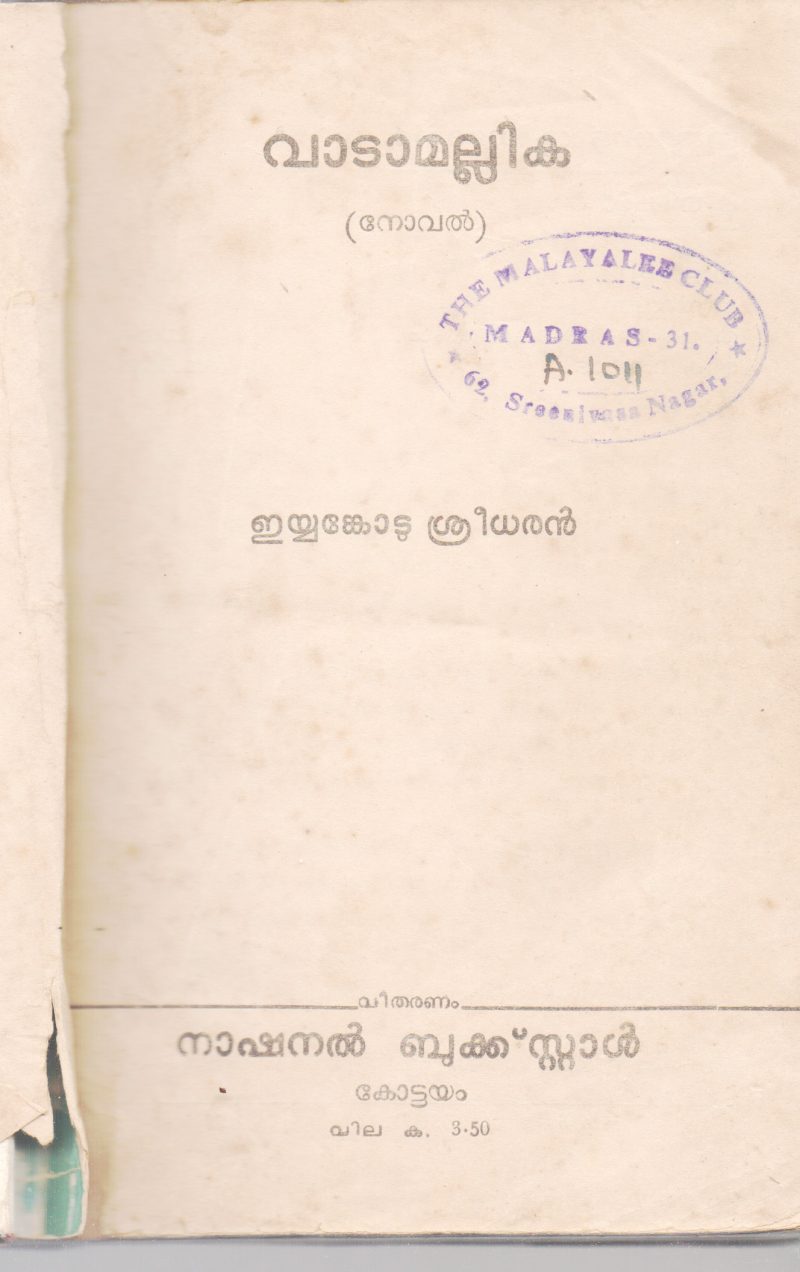 വാടാമല്ലിക
(നോവൽ)
THE MALAYALEE CLUB
MADRAS-31.
A. 1011
62, Sreenivasa Nagar,
ഇയ്യങ്കോടു ശ്രീധരൻ
വിതരണം
നാഷനൽ ബുക്ക്സ്റ്റാൾ
കോട്ടയം
വില ക. 3·50